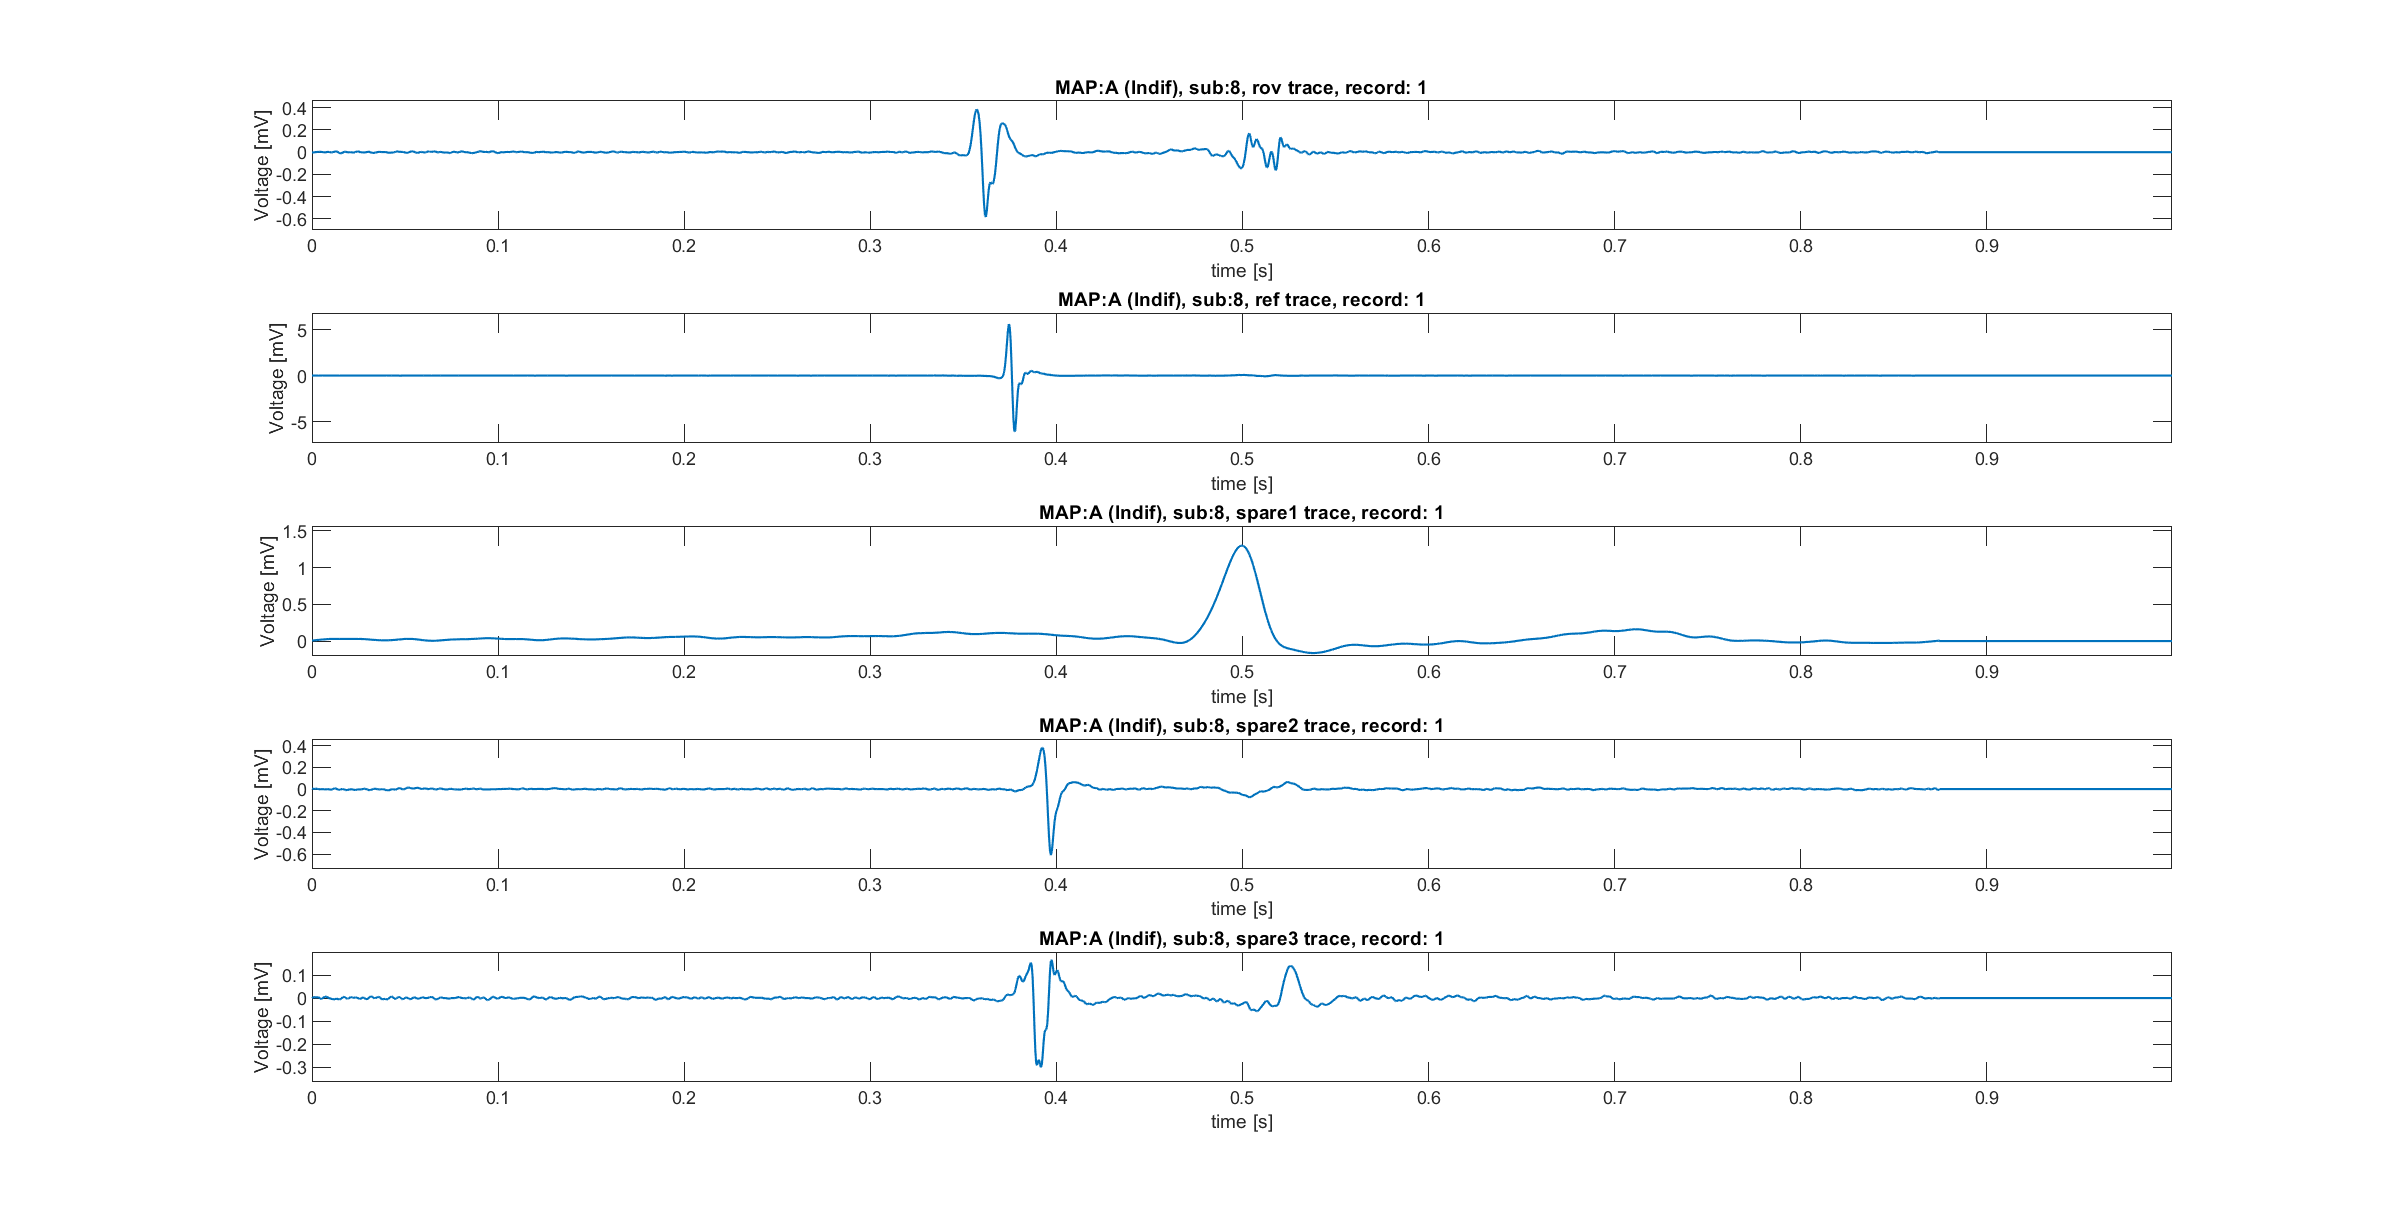 MAP:A (Indif), sub:8, rov trace, record: 1
Voltage [mV]
0.4
0.2
0
-0.2
-0.4
-0.6
0 0.1 0.2 0.3 0.4 0.5 0.6 0.7 0.8 0.9
time [s]
MAP:A (Indif), sub:8, ref trace, record: 1
Voltage [mV]
5
0
-5
0 0.1 0.2 0.3 0.4 0.5 0.6 0.7 0.8 0.9
time [s]
MAP:A (Indif), sub:8, spare1 trace, record: 1
Voltage [mV]
1.5
1
0.5
0
0 0.1 0.2 0.3 0.4 0.5 0.6 0.7 0.8 0.9
time [s]
MAP:A (Indif), sub:8, spare2 trace, record: 1
Voltage [mV]
0.4
0.2
0
-0.2
-0.4
-0.6
0 0.1 0.2 0.3 0.4 0.5 0.6 0.7 0.8 0.9
time [s]
MAP:A (Indif), sub:8, spare3 trace, record: 1
Voltage [mV]
0.1
0
-0.1
-0.2
-0.3
0 0.1 0.2 0.3 0.4 0.5 0.6 0.7 0.8 0.9
time [s]